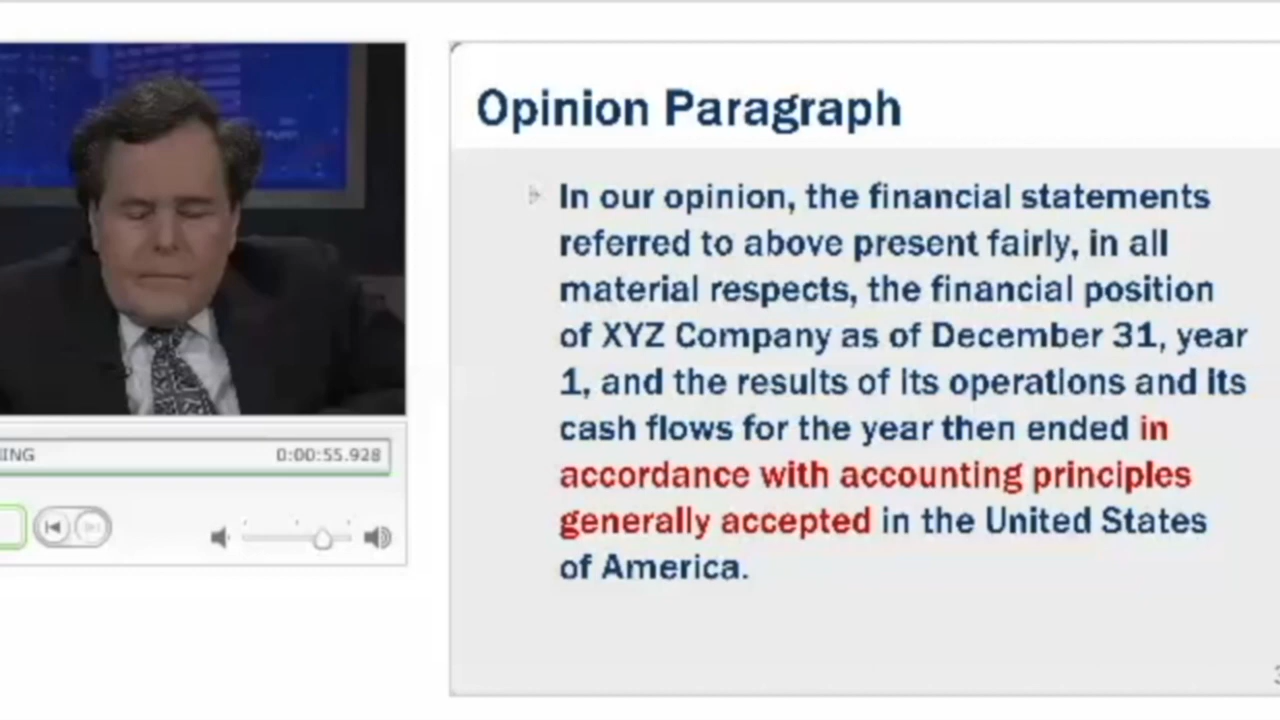 Opinion Paragraph
In our opinion, the financial statements
referred to above present fairly, in all
material respects, the financial position
of XYZ Company as of December 31, year
1, and the results of its operations and its
cash flows for the year then ended in
accordance with accounting principles
generally accepted in the United States
of America.
ING
0:00:55.928
3